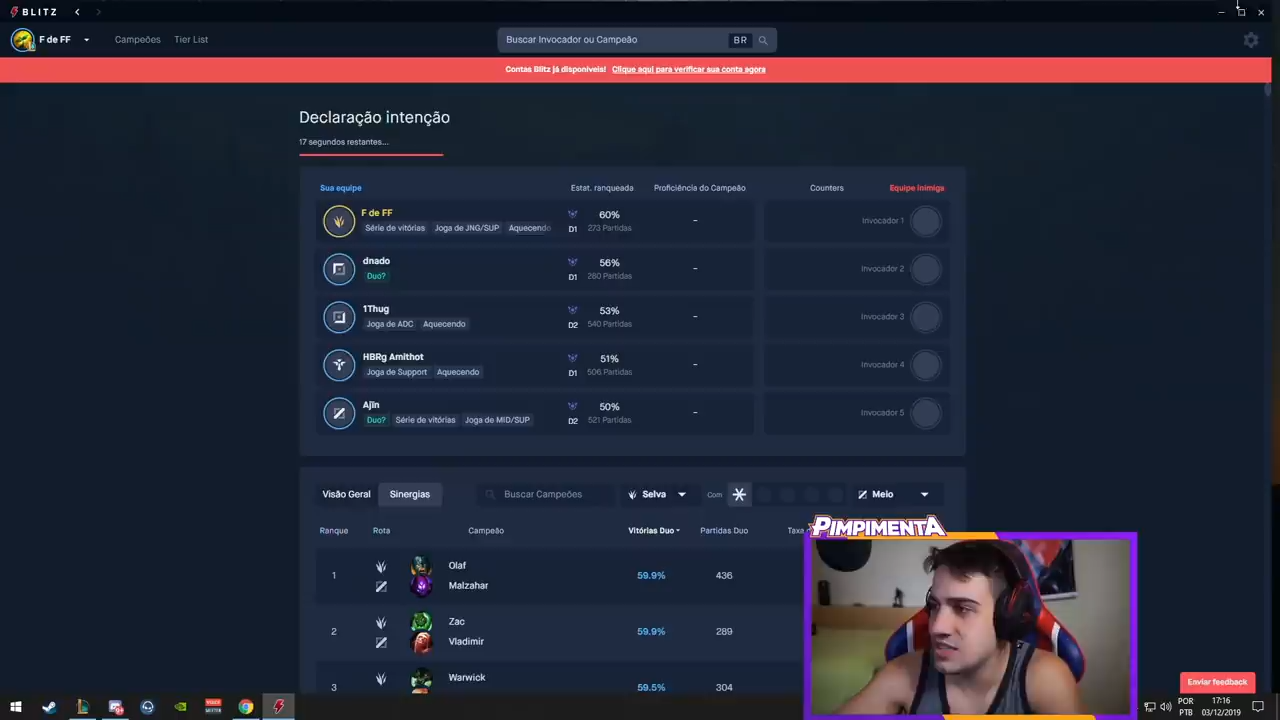 BLITZ
F de FF
Campeões
Tier List
Buscar Invocador ou Campeão
BR
Contas Blitz já disponíveis! Clique aqui para verificar sua conta agora
Declaração intenção
17 segundos restantes...
Sua equipe
Estat. ranqueada
Proficiência do Campeão
Counters
Equipe Inimiga
F de FF
Série de vitórias
Joga de JNG/SUP
Aquecendo
D1
60%
273 Partidas
-
Invocador 1
dnado
Duo?
D1
56%
280 Partidas
-
Invocador 2
1Thug
Joga de ADC
Aquecendo
D2
53%
540 Partidas
-
Invocador 3
HBRg Amithot
Joga de Support
Aquecendo
D1
51%
506 Partidas
-
Invocador 4
Ajin
Duo?
Série de vitórias
Joga de MID/SUP
D2
50%
521 Partidas
-
Invocador 5
Visão Geral
Sinergias
Buscar Campeões
Selva
Com
Meio
Ranque
Rota
Campeão
Vitórias Duo
Partidas Duo
1
Olaf
Malzahar
59.9%
436
2
Zac
Vladimir
59.9%
289
3
Warwick
59.5%
304
PIMPIMENTA
Enviar feedback
POR
PTB
17:16
03/12/2019